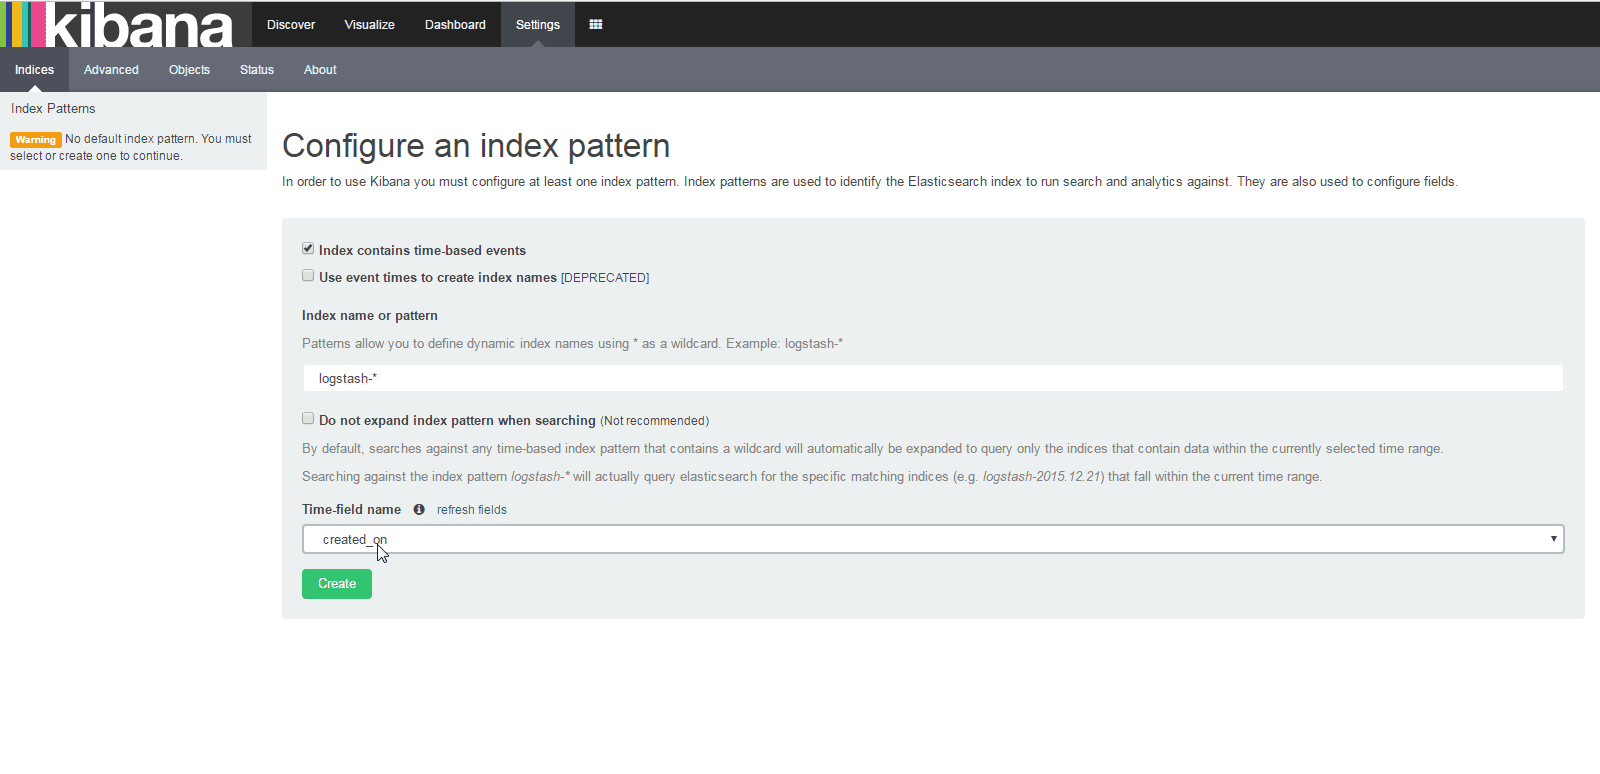 kibana
Discover Visualize Dashboard Settings
Indices Advanced Objects Status About
Index Patterns
Warning No default index pattern. You must
select or create one to continue.
Configure an index pattern
In order to use Kibana you must configure at least one index pattern. Index patterns are used to identify the Elasticsearch index to run search and analytics against. They are also used to configure fields.
Index contains time-based events
Use event times to create index names [DEPRECATED]
Index name or pattern
Patterns allow you to define dynamic index names using * as a wildcard. Example: logstash-*
logstash-*
Do not expand index pattern when searching (Not recommended)
By default, searches against any time-based index pattern that contains a wildcard will automatically be expanded to query only the indices that contain data within the currently selected time range.
Searching against the index pattern logstash-* will actually query elasticsearch for the specific matching indices (e.g. logstash-2015.12.21) that fall within the current time range.
Time-field name refresh fields
created_on
Create